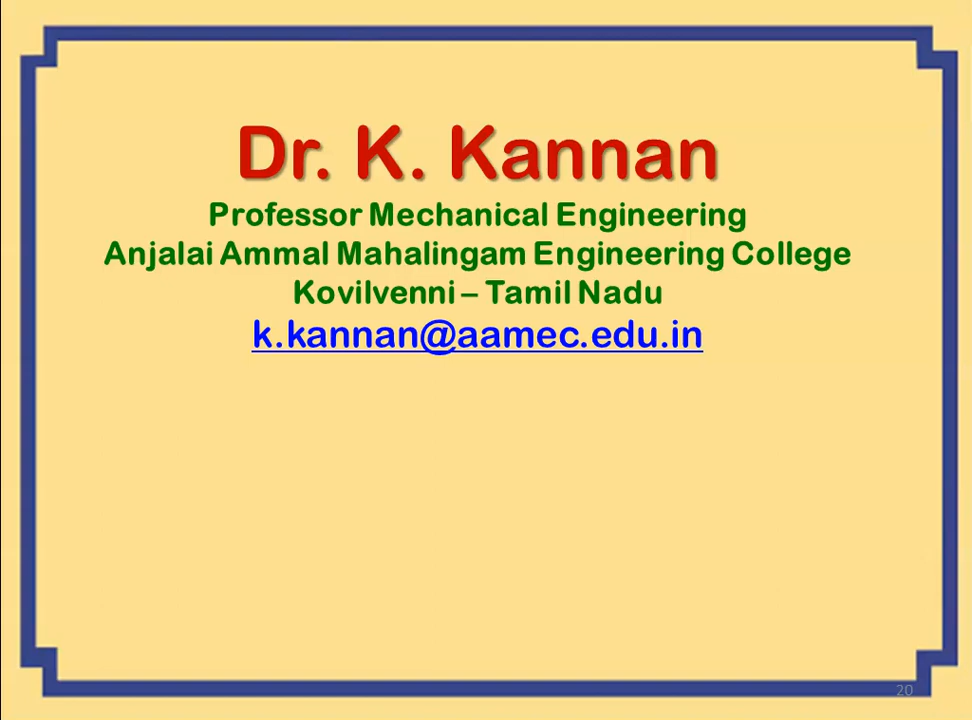 Dr. K. Kannan
Professor Mechanical Engineering
Anjalai Ammal Mahalingam Engineering College
Kovilvenni – Tamil Nadu
k.kannan@aamec.edu.in
20